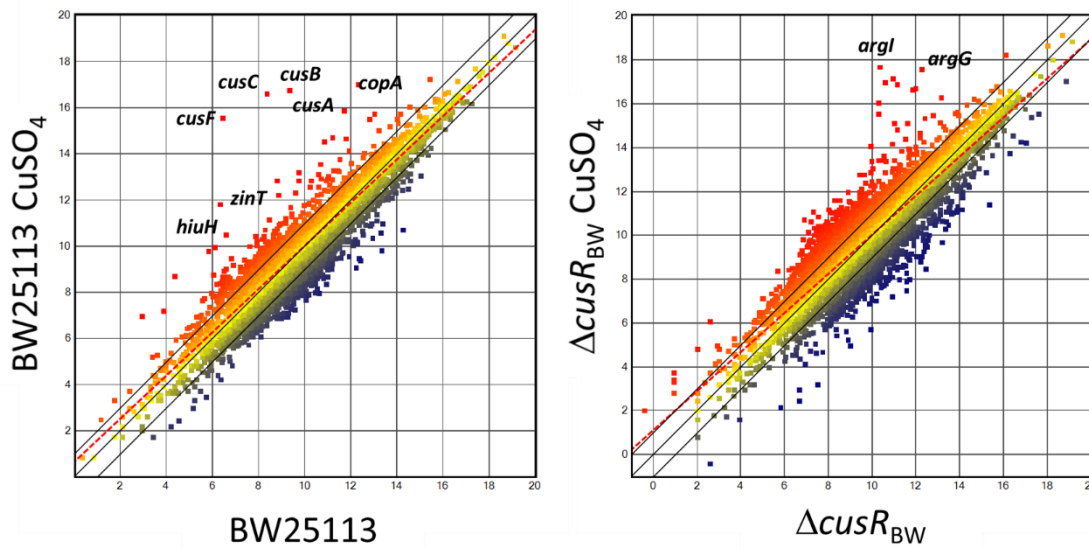 20
18
16
14
12
10
8
6
4
2
2 4 6 8 10 12 14 16 18 20
cusC
cusB
copA
cusA
cusF
zinT
hiuH
BW25113 CuSO4
BW25113
20
18
16
14
12
10
8
6
4
2
0
0 2 4 6 8 10 12 14 16 18 20
argI
argG
ΔcusRBW CuSO4
ΔcusRBW